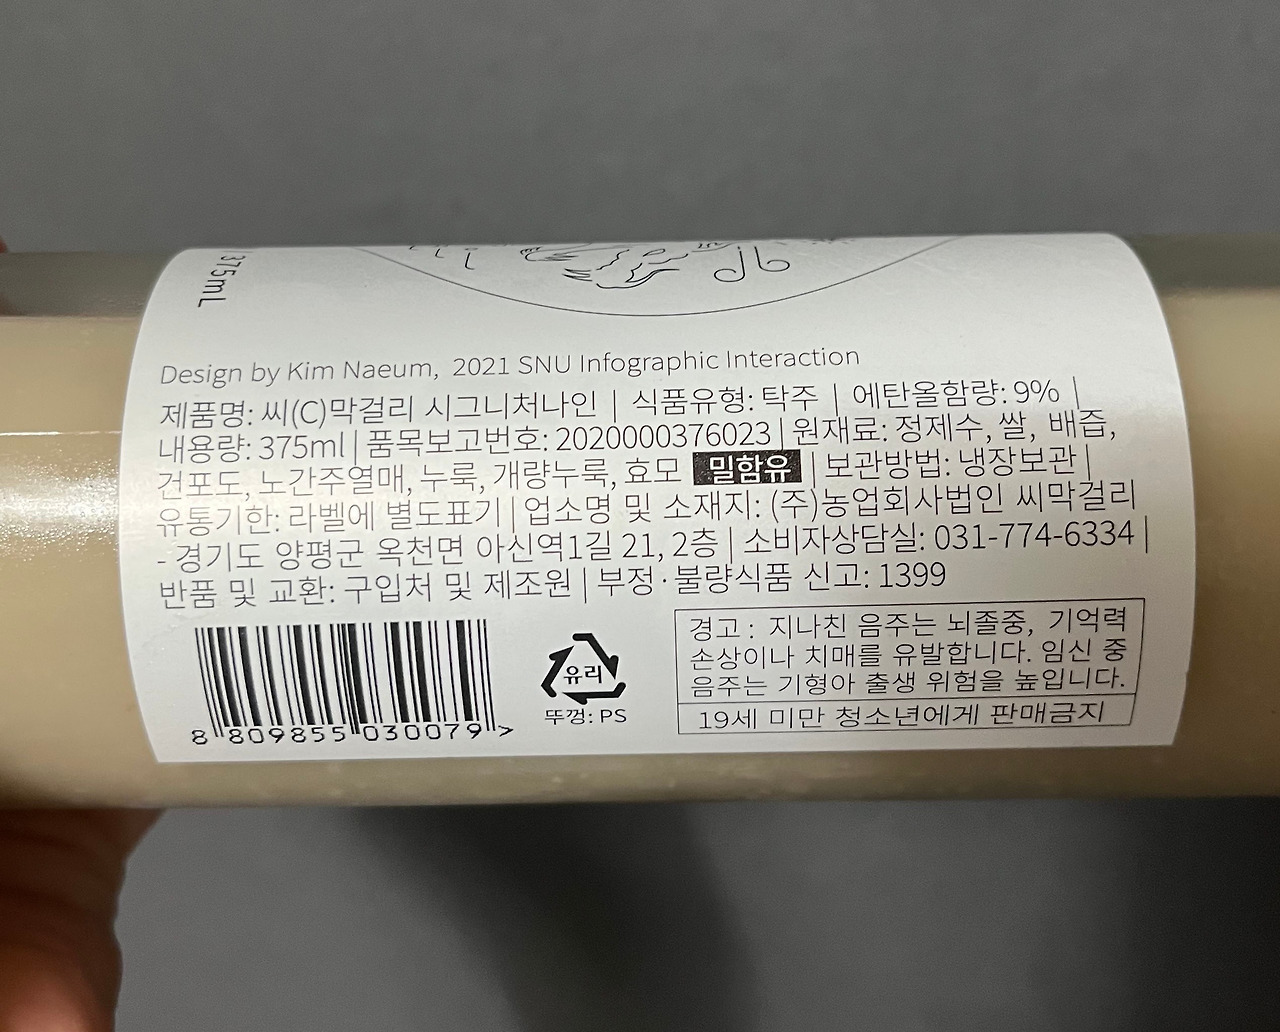 375mL
Design by Kim Naeum, 2021 SNU Infographic Interaction
제품명: 씨(C)막걸리 시그니처나인 | 식품유형: 탁주 | 에탄올함량: 9% |
내용량: 375ml | 품목보고번호: 2020000376023 | 원재료: 정제수, 쌀, 배즙,
건포도, 노간주열매, 누룩, 개량누룩, 효모 밀함유 | 보관방법: 냉장보관 |
유통기한: 라벨에 별도표기 | 업소명 및 소재지: (주)농업회사법인 씨막걸리
- 경기도 양평군 옥천면 아신역1길 21, 2층 | 소비자상담실: 031-774-6334 |
반품 및 교환: 구입처 및 제조원 | 부정·불량식품 신고: 1399
8 809855 030079 >
유리
뚜껑: PS
경고 : 지나친 음주는 뇌졸중, 기억력
손상이나 치매를 유발합니다. 임신 중
음주는 기형아 출생 위험을 높입니다.
19세 미만 청소년에게 판매금지